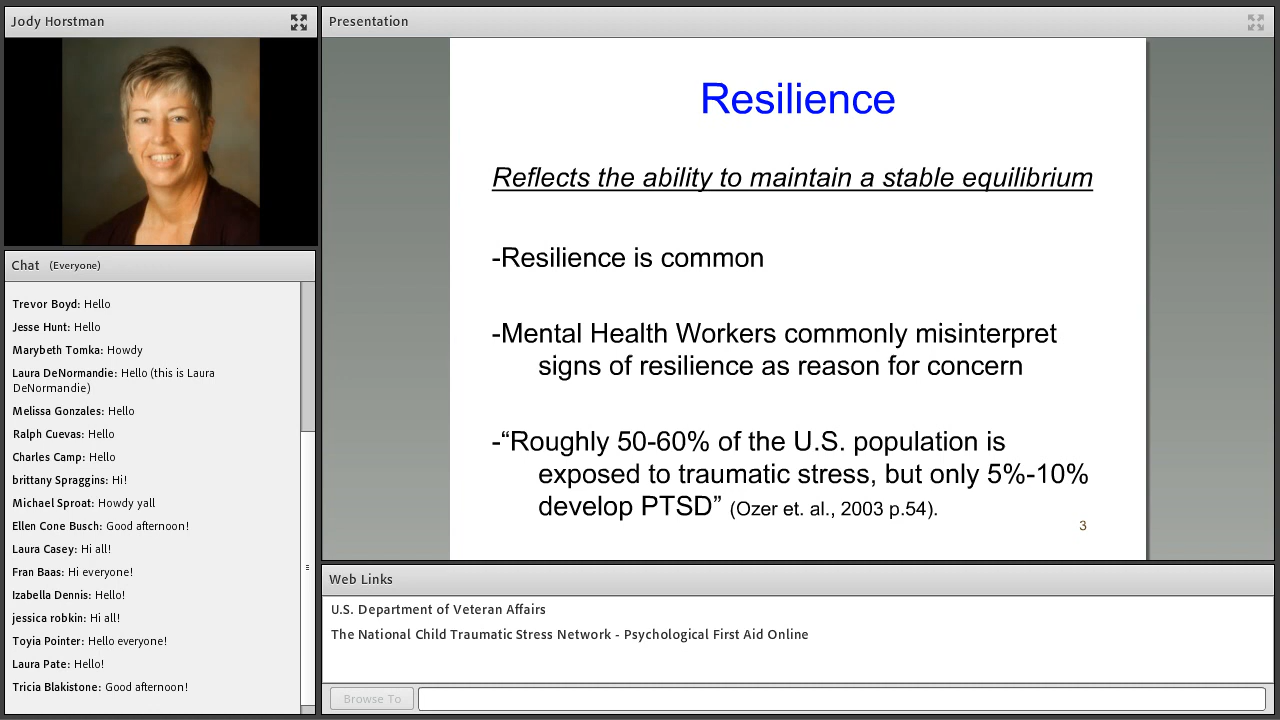 Jody Horstman
Chat (Everyone)
Trevor Boyd: Hello
Jesse Hunt: Hello
Marybeth Tomka: Howdy
Laura DeNormandie: Hello (this is Laura
DeNormandie)
Melissa Gonzales: Hello
Ralph Cuevas: Hello
Charles Camp: Hello
brittany Spraggins: Hi!
Michael Sproat: Howdy yall
Ellen Cone Busch: Good afternoon!
Laura Casey: Hi all!
Fran Baas: Hi everyone!
Izabella Dennis: Hello!
jessica robkin: Hi all!
Toyia Pointer: Hello everyone!
Laura Pate: Hello!
Tricia Blakistone: Good afternoon!
Presentation
Resilience
Reflects the ability to maintain a stable equilibrium
-Resilience is common
-Mental Health Workers commonly misinterpret
signs of resilience as reason for concern
-“Roughly 50-60% of the U.S. population is
exposed to traumatic stress, but only 5%-10%
develop PTSD” (Ozer et. al., 2003 p.54).
3
Web Links
U.S. Department of Veteran Affairs
The National Child Traumatic Stress Network - Psychological First Aid Online
Browse To